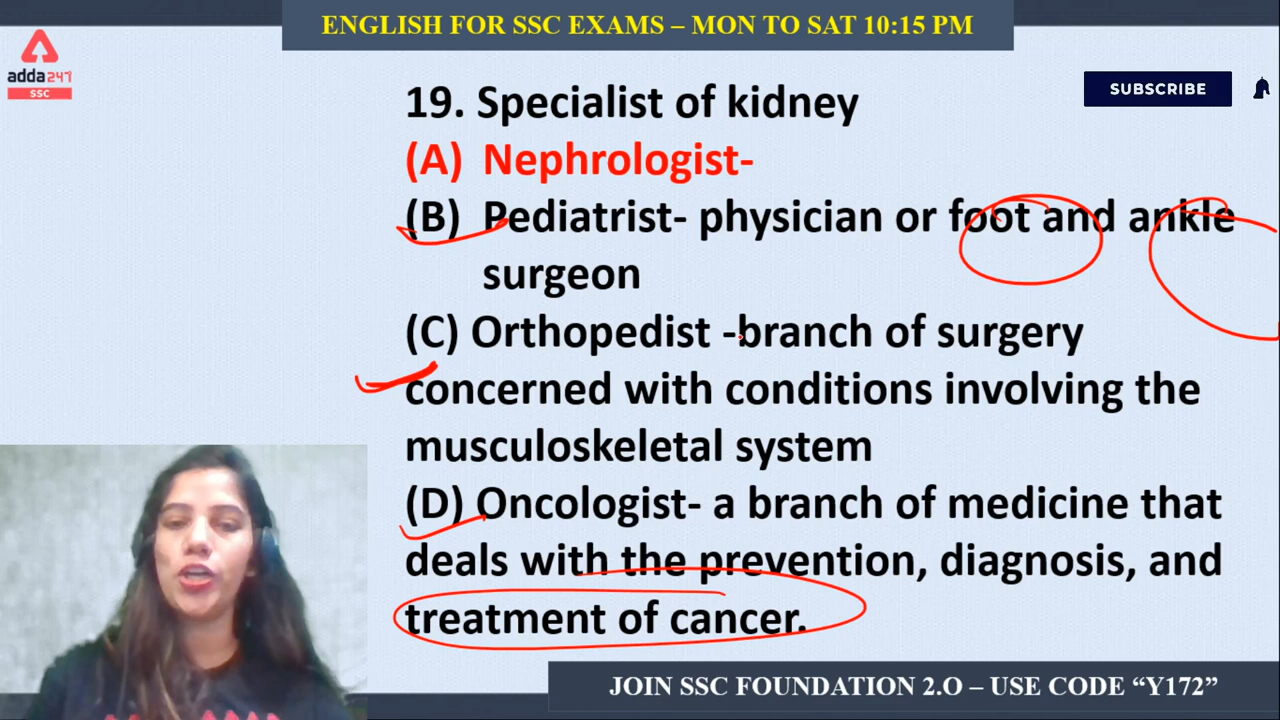 ENGLISH FOR SSC EXAMS – MON TO SAT 10:15 PM
adda247
SSC
SUBSCRIBE
19. Specialist of kidney
(A) Nephrologist-
(B) Pediatrist- physician or foot and ankle
surgeon
(C) Orthopedist -branch of surgery
concerned with conditions involving the
musculoskeletal system
(D) Oncologist- a branch of medicine that
deals with the prevention, diagnosis, and
treatment of cancer.
JOIN SSC FOUNDATION 2.O – USE CODE “Y172”